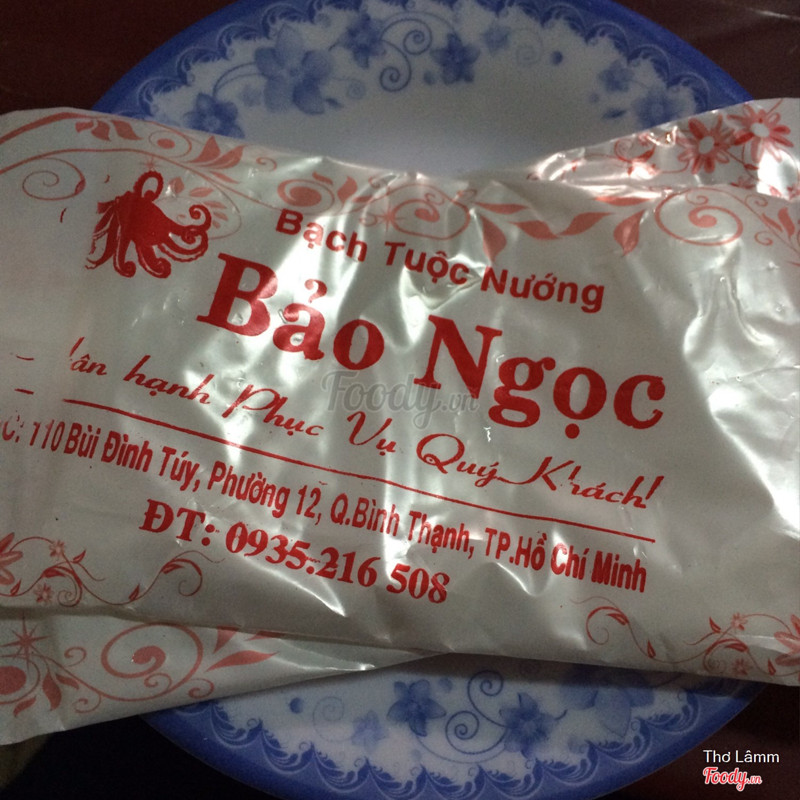 Bạch Tuộc Nướng
Bảo Ngọc
hân hạnh Phục Vụ Quý Khách!
110 Bùi Đình Túy, Phường 12, Q.Bình Thạnh, TP.Hồ Chí Minh
ĐT: 0935.216 508
Foody.vn
Thơ Lâmm
Foody.vn